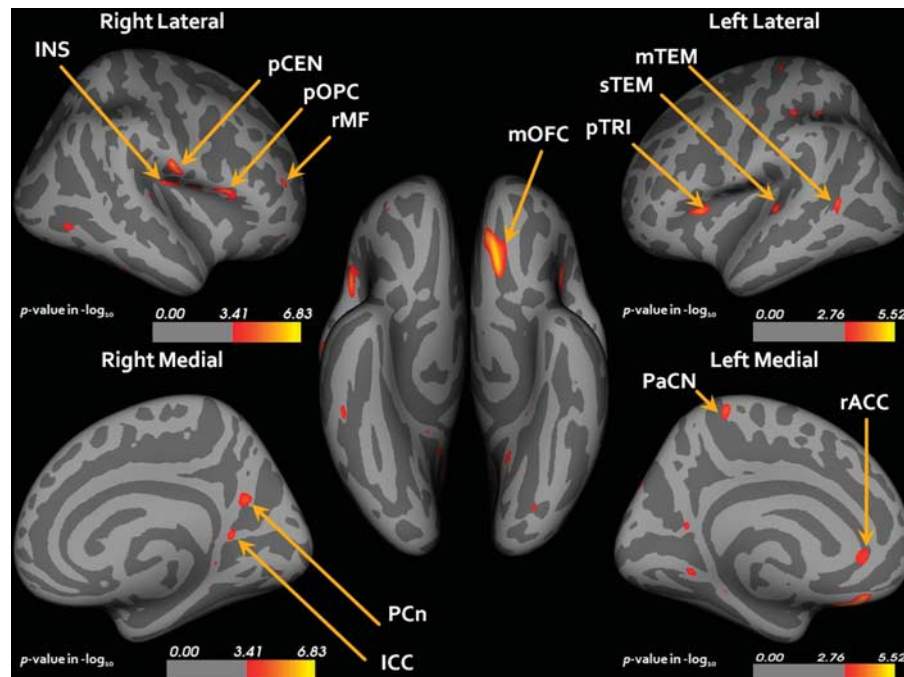 Right Lateral
INS
pCEN
pOPC
rMF
p-value in -log₁₀
0.00 3.41 6.83
mOFC
Left Lateral
mTEM
sTEM
pTRI
p-value in -log₁₀
0.00 2.76 5.52
Right Medial
PCn
ICC
p-value in -log₁₀
0.00 3.41 6.83
Left Medial
PaCN
rACC
p-value in -log₁₀
0.00 2.76 5.52